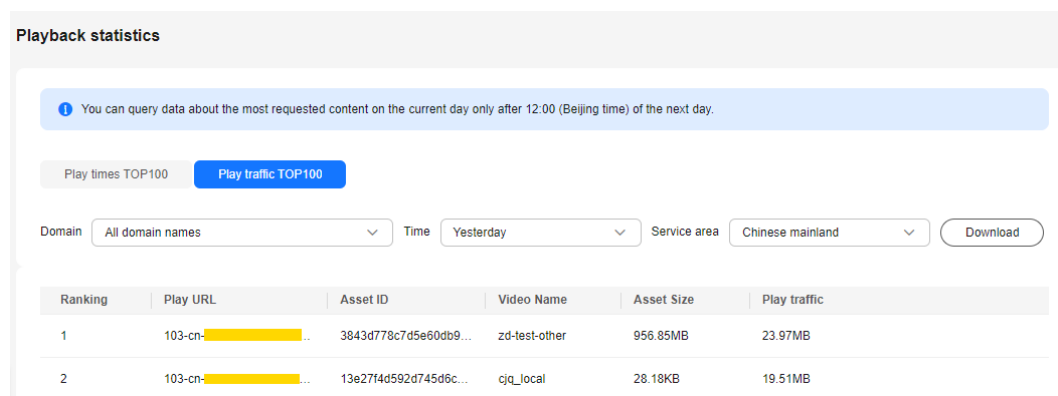 Playback statistics
You can query data about the most requested content on the current day only after 12:00 (Beijing time) of the next day.
Play times TOP100 Play traffic TOP100
Domain All domain names Time Yesterday Service area Chinese mainland Download
Ranking Play URL Asset ID Video Name Asset Size Play traffic
1 103-cn-... 3843d778c7d5e60db9... zd-test-other 956.85MB 23.97MB
2 103-cn-... 13e27f4d592d745d6c... cjq_local 28.18KB 19.51MB